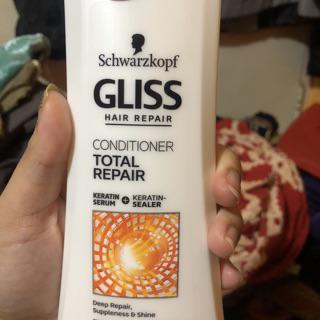 Schwarzkopf
GLISS
HAIR REPAIR
CONDITIONER
TOTAL
REPAIR
KERATIN SERUM + KERATIN-SEALER
Deep Repair,
Suppleness & Shine